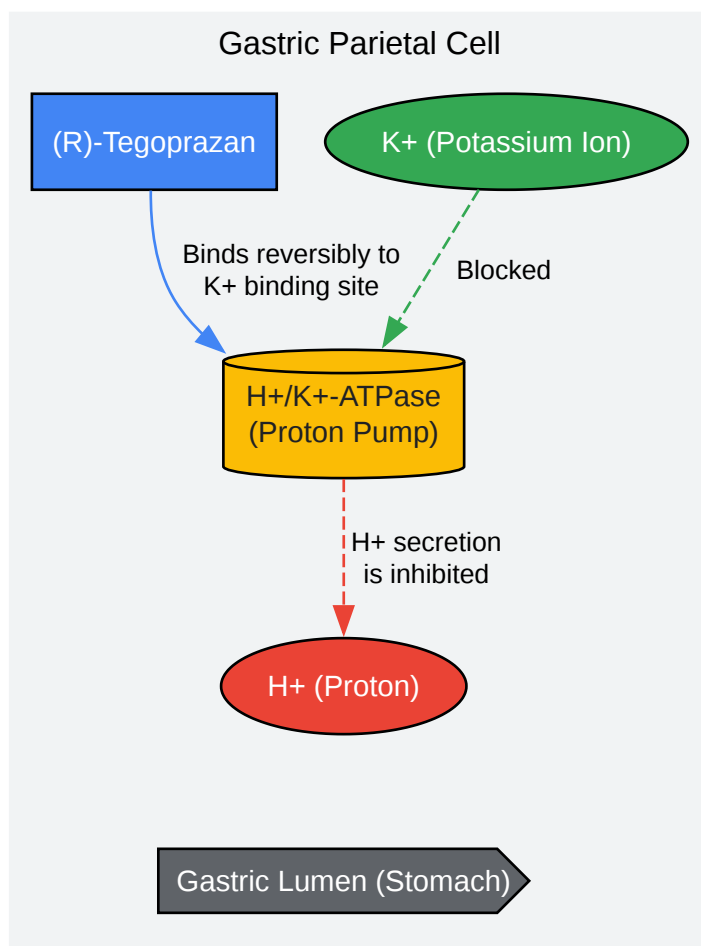 Gastric Parietal Cell
(R)-Tegoprazan
K+ (Potassium Ion)
Binds reversibly to
K+ binding site
Blocked
H+/K+-ATPase
(Proton Pump)
H+ secretion
is inhibited
H+ (Proton)
Gastric Lumen (Stomach)